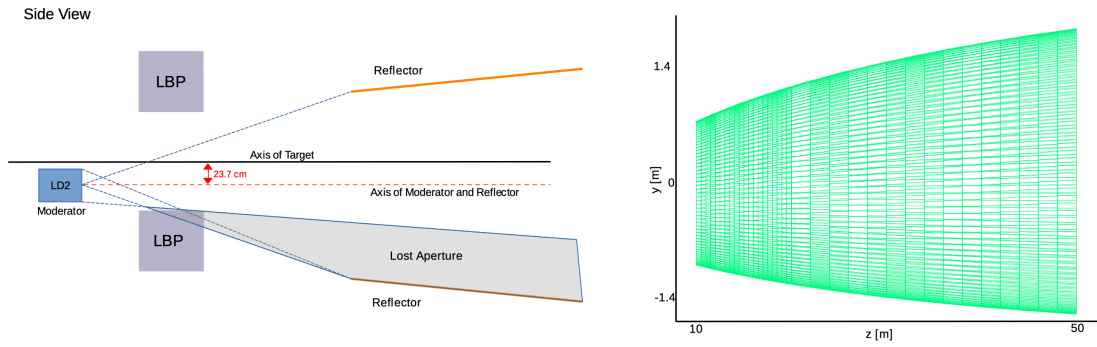 Side View
LBP
Reflector
Axis of Target
23.7 cm
LD2
Axis of Moderator and Reflector
Moderator
LBP
Lost Aperture
Reflector
1.4
y [m]
0
-1.4
10
z [m]
50